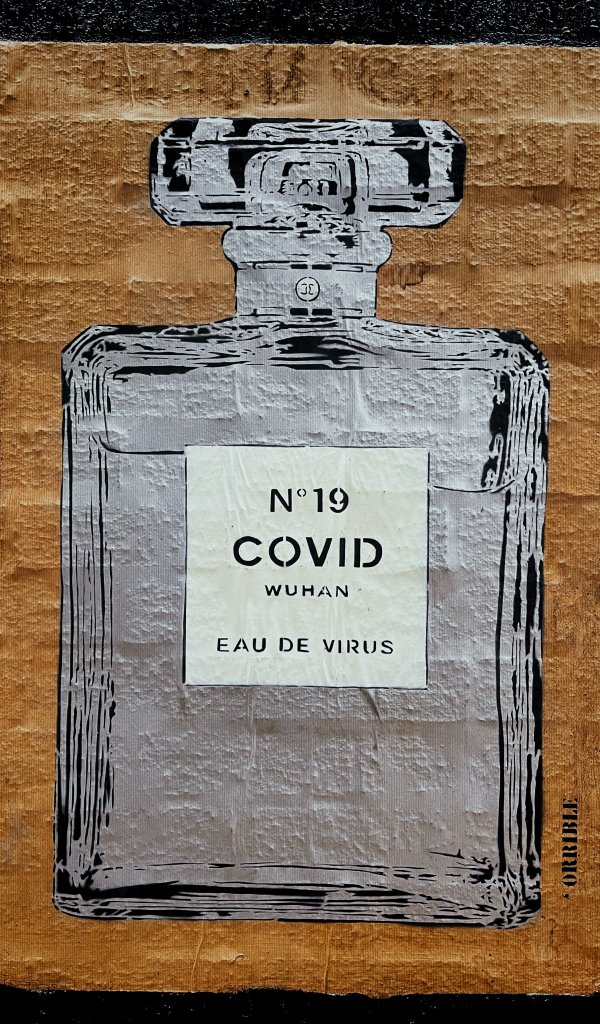 N° 19
COVID
WUHAN
EAU DE VIRUS
' ORRIBLE